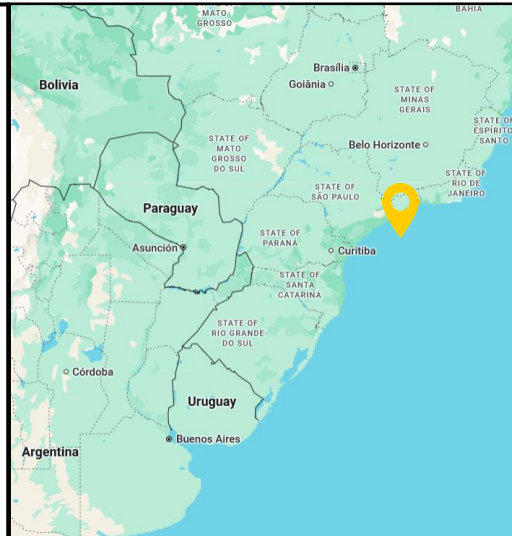 MATO
GROSSO
BAHIA
Brasília
Goiânia
Bolivia
STATE OF
MINAS
GERAIS
STATE OF
ESPÍRITO
SANTO
STATE OF
MATO
GROSSO
DO SUL
Belo Horizonte
STATE OF
RIO DE
JANEIRO
STATE OF
SÃO PAULO
Paraguay
STATE OF
PARANÁ
Asunción
Curitiba
STATE OF
SANTA
CATARINA
STATE OF
RIO GRANDE
DO SUL
Córdoba
Uruguay
Buenos Aires
Argentina